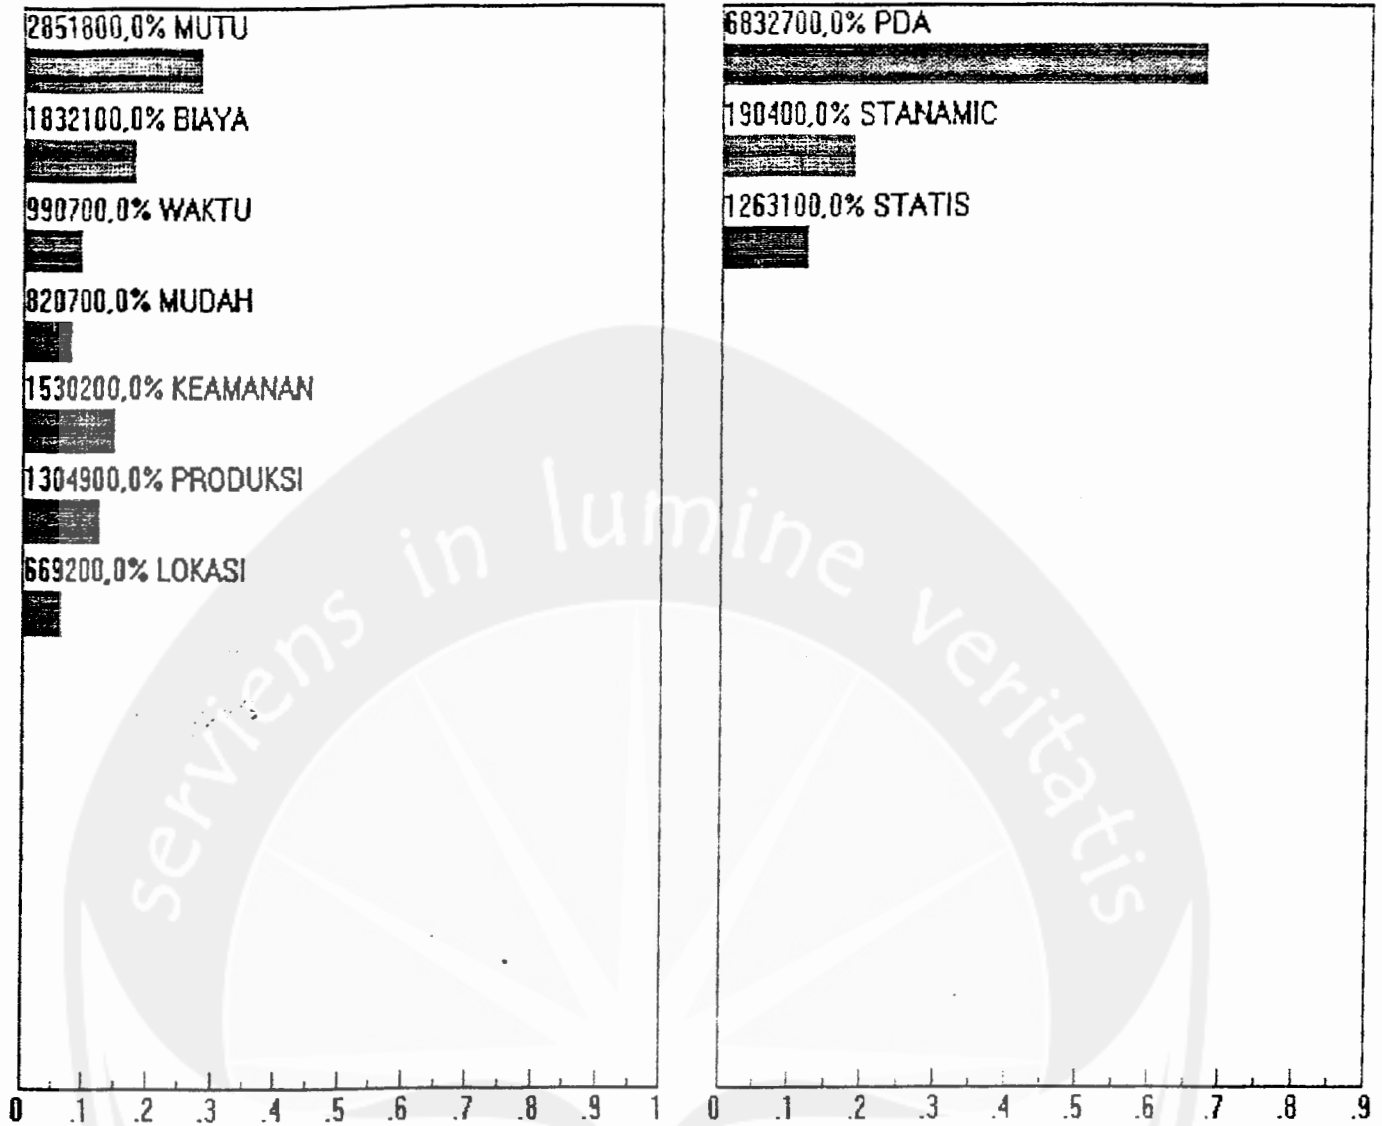 2851800,0% MUTU
1832100,0% BIAYA
990700,0% WAKTU
820700,0% MUDAH
1530200,0% KEAMANAN
1304900,0% PRODUKSI
669200,0% LOKASI
0 .1 .2 .3 .4 .5 .6 .7 .8 .9 1
6832700,0% PDA
190400,0% STANAMIC
1263100,0% STATIS
0 .1 .2 .3 .4 .5 .6 .7 .8 .9
serviens in lumine veritatis